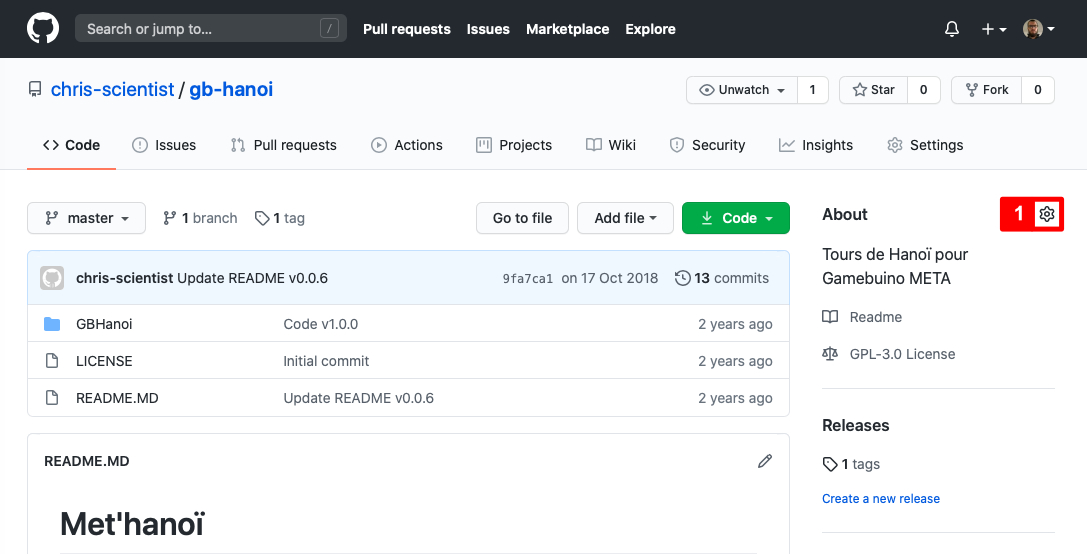 Search or jump to… / Pull requests Issues Marketplace Explore
chris-scientist / gb-hanoi Unwatch 1 Star 0 Fork 0
Code Issues Pull requests Actions Projects Wiki Security Insights Settings
master 1 branch 1 tag Go to file Add file Code
About 1
Tours de Hanoï pour
Gamebuino META
Readme
GPL-3.0 License
chris-scientist Update README v0.0.6 9fa7ca1 on 17 Oct 2018 13 commits
GBHanoi Code v1.0.0 2 years ago
LICENSE Initial commit 2 years ago
README.MD Update README v0.0.6 2 years ago
Releases
1 tags
Create a new release
README.MD
Met'hanoï